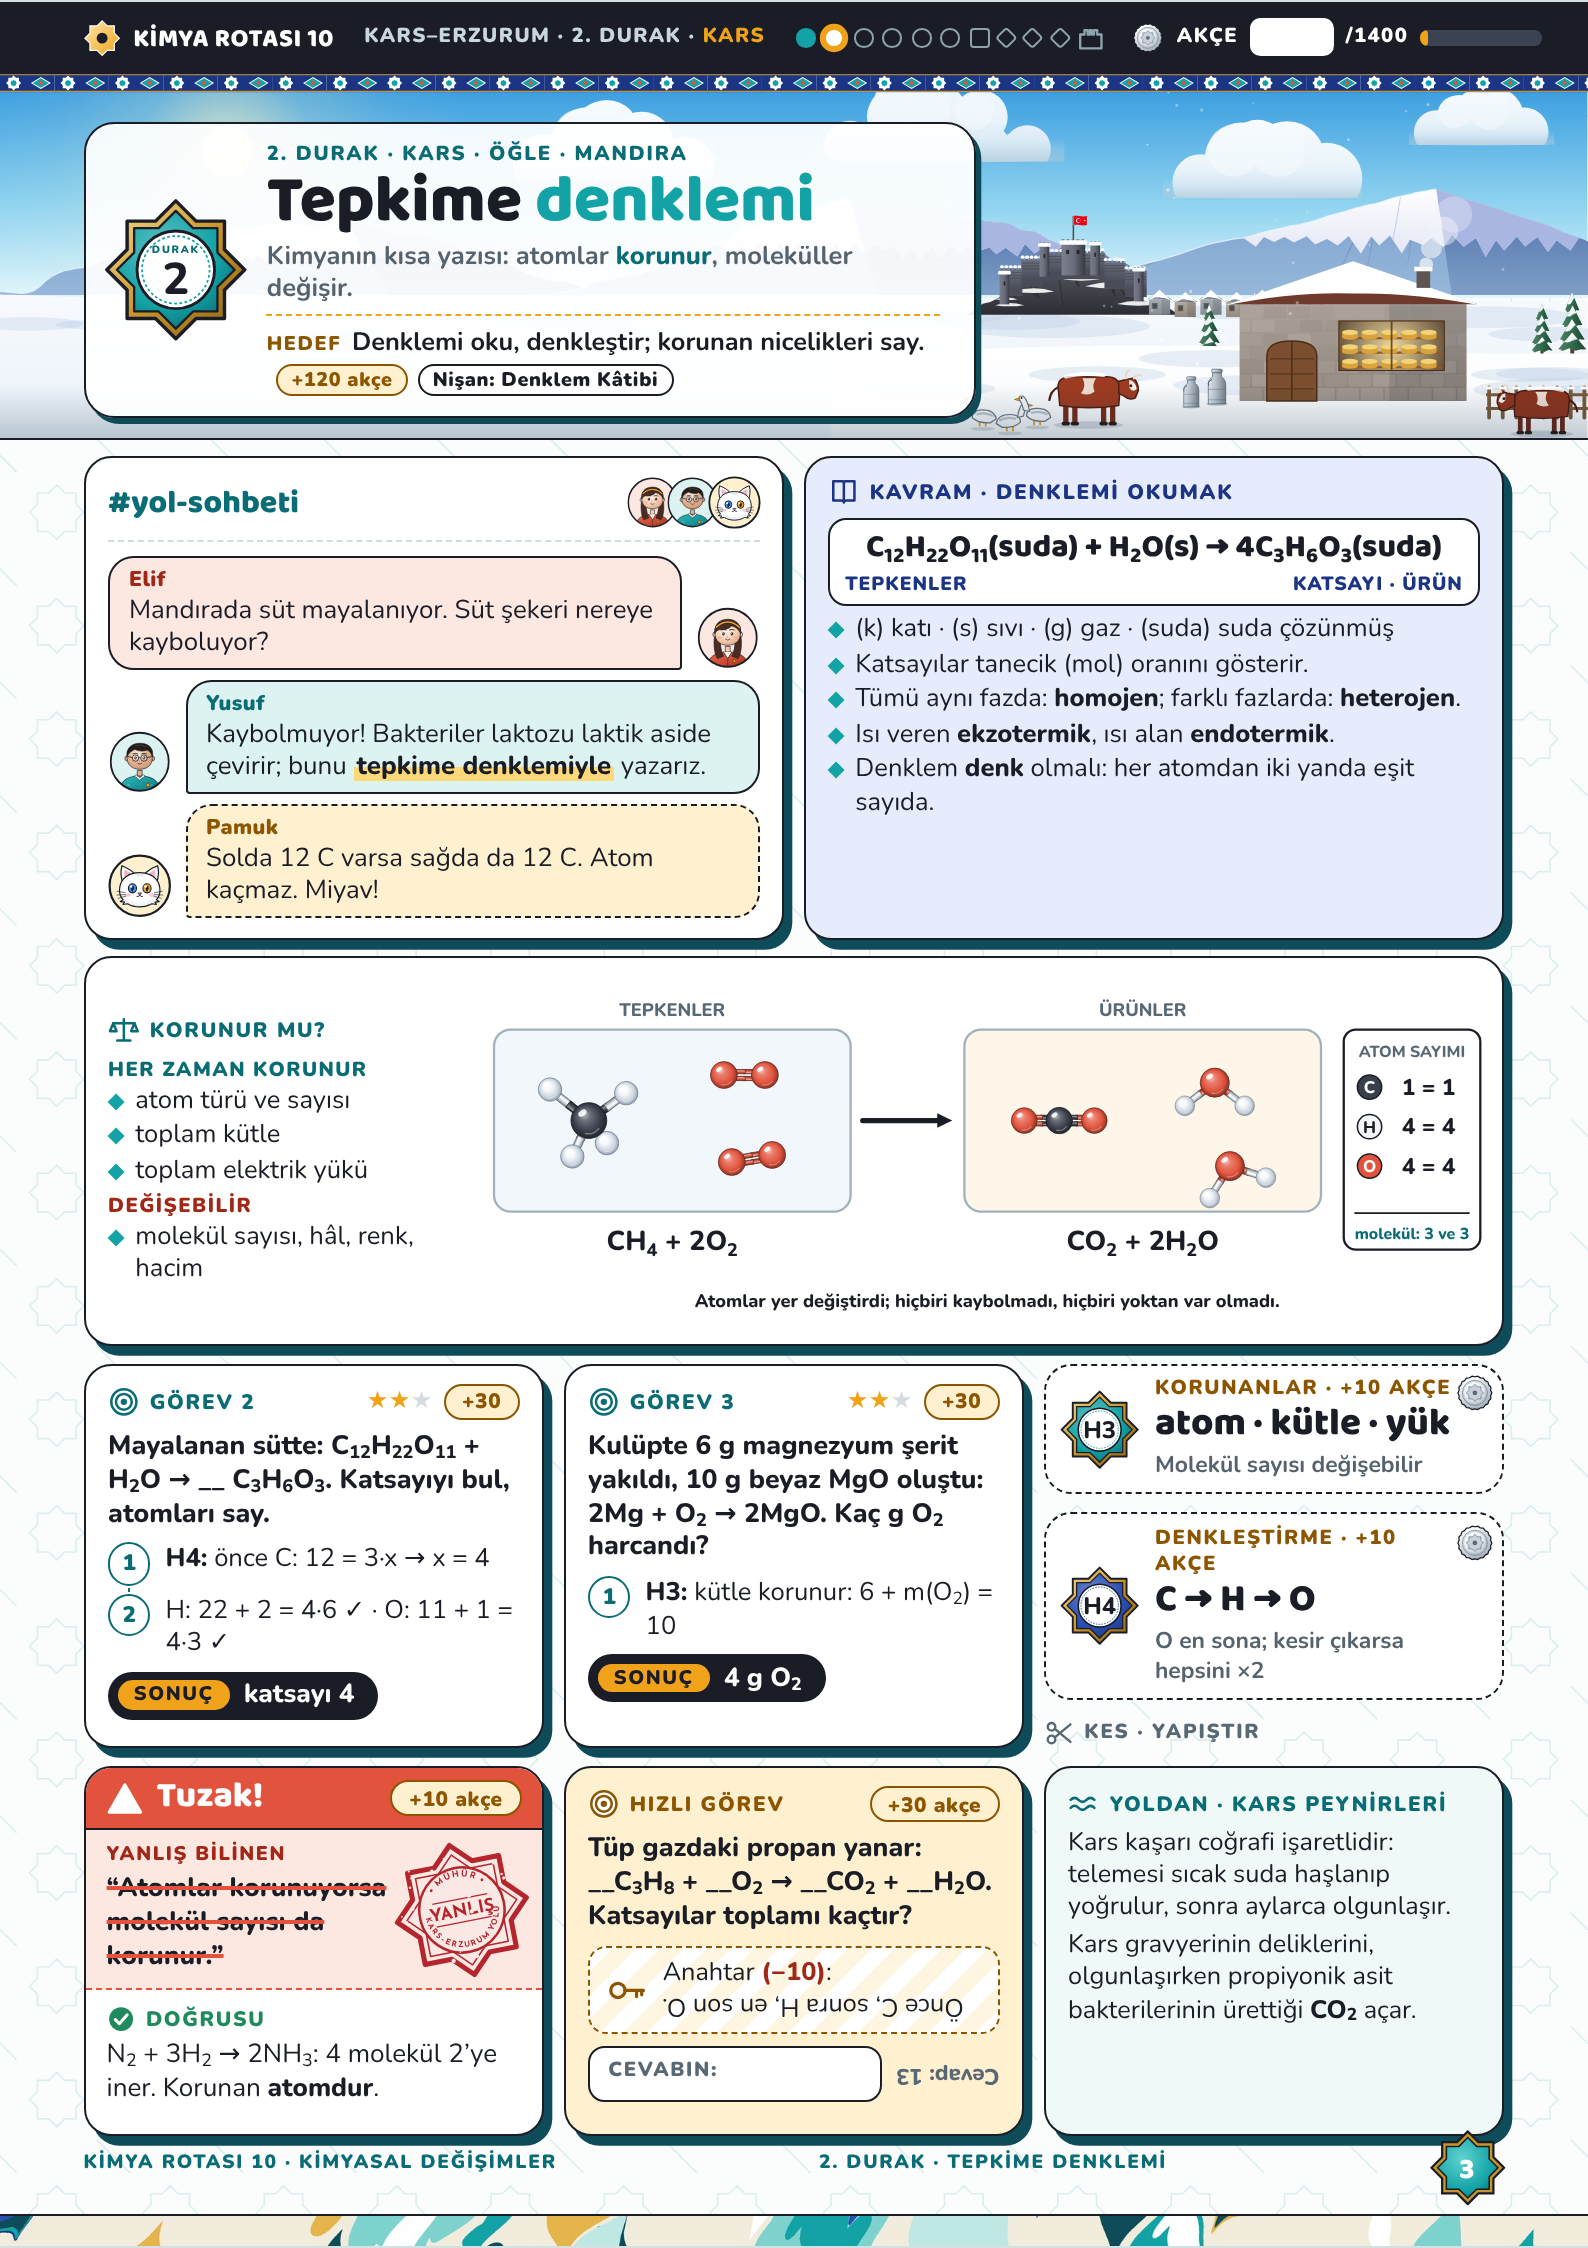 KİMYA ROTASI 10
KARS–ERZURUM · 2. DURAK · KARS
AKÇE /1400
2. DURAK · KARS · ÖĞLE · MANDIRA
Tepkime denklemi
DURAK
2
Kimyanın kısa yazısı: atomlar korunur, moleküller
değişir.
HEDEF Denklemi oku, denkleştir; korunan nicelikleri say.
+120 akçe Nişan: Denklem Kâtibi
#yol-sohbeti
Elif
Mandırada süt mayalanıyor. Süt şekeri nereye
kayboluyor?
Yusuf
Kaybolmuyor! Bakteriler laktozu laktik aside
çevirir; bunu tepkime denklemiyle yazarız.
Pamuk
Solda 12 C varsa sağda da 12 C. Atom
kaçmaz. Miyav!
KAVRAM · DENKLEMİ OKUMAK
C₁₂H₂₂O₁₁(suda) + H₂O(s) → 4C₃H₆O₃(suda)
TEPKENLER KATSAYI · ÜRÜN
(k) katı · (s) sıvı · (g) gaz · (suda) suda çözünmüş
Katsayılar tanecik (mol) oranını gösterir.
Tümü aynı fazda: homojen; farklı fazlarda: heterojen.
Isı veren ekzotermik, ısı alan endotermik.
Denklem denk olmalı: her atomdan iki yanda eşit
sayıda.
KORUNUR MU?
HER ZAMAN KORUNUR
atom türü ve sayısı
toplam kütle
toplam elektrik yükü
DEĞİŞEBİLİR
molekül sayısı, hâl, renk,
hacim
TEPKENLER
CH₄ + 2O₂
ÜRÜNLER
CO₂ + 2H₂O
ATOM SAYIMI
C 1 = 1
H 4 = 4
O 4 = 4
molekül: 3 ve 3
Atomlar yer değiştirdi; hiçbiri kaybolmadı, hiçbiri yoktan var olmadı.
GÖREV 2 +30
Mayalanan sütte: C₁₂H₂₂O₁₁ +
H₂O → __ C₃H₆O₃. Katsayıyı bul,
atomları say.
1 H4: önce C: 12 = 3·x → x = 4
2 H: 22 + 2 = 4·6 ✓ · O: 11 + 1 =
4·3 ✓
SONUÇ katsayı 4
GÖREV 3 +30
Kulüpte 6 g magnezyum şerit
yakıldı, 10 g beyaz MgO oluştu:
2Mg + O₂ → 2MgO. Kaç g O₂
harcandı?
1 H3: kütle korunur: 6 + m(O₂) =
10
SONUÇ 4 g O₂
KORUNANLAR · +10 AKÇE
H3
atom · kütle · yük
Molekül sayısı değişebilir
DENKLEŞTİRME · +10
AKÇE
H4
C → H → O
O en sona; kesir çıkarsa
hepsini ×2
KES · YAPIŞTIR
Tuzak! +10 akçe
YANLIŞ BİLİNEN
“Atomlar korunuyorsa
molekül sayısı da
korunur.”
MÜHÜR
YANLIŞ
KARS–ERZURUM YOLU
DOĞRUSU
N₂ + 3H₂ → 2NH₃: 4 molekül 2’ye
iner. Korunan atomdur.
HIZLI GÖREV +30 akçe
Tüp gazdaki propan yanar:
__C₃H₈ + __O₂ → __CO₂ + __H₂O.
Katsayılar toplamı kaçtır?
Anahtar (–10):
Önce C, sonra H, en son O.
CEVABIN:
Cevap: 13
YOLDAN · KARS PEYNİRLERİ
Kars kaşarı coğrafi işaretlidir:
telemesi sıcak suda haşlanıp
yoğrulur, sonra aylarca olgunlaşır.
Kars gravyerinin deliklerini,
olgunlaşırken propiyonik asit
bakterilerinin ürettiği CO₂ açar.
KİMYA ROTASI 10 · KİMYASAL DEĞİŞİMLER
2. DURAK · TEPKİME DENKLEMİ
3